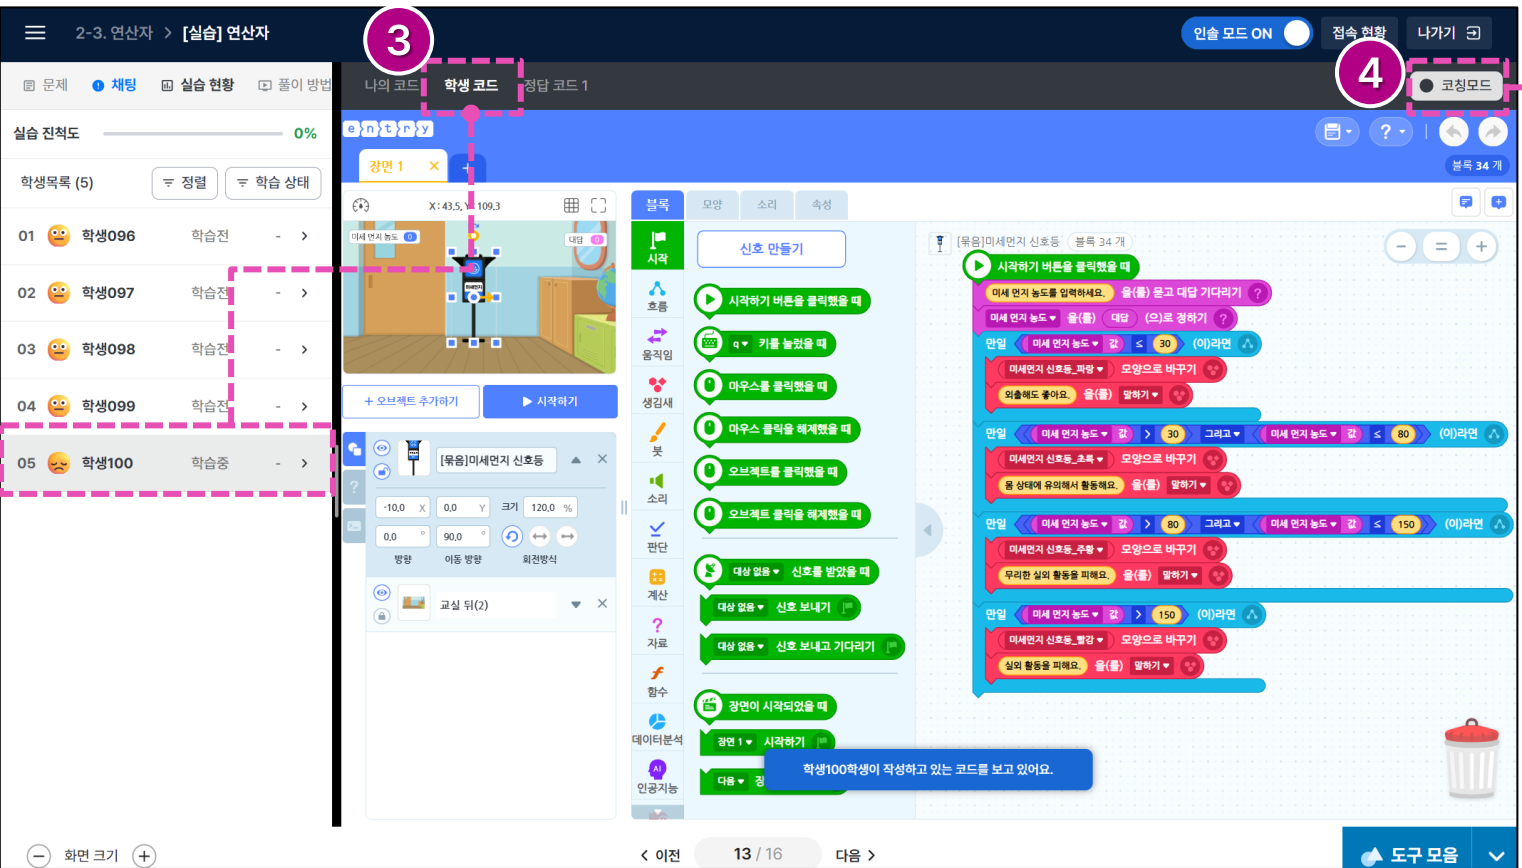 2-3. 연산자 > [실습] 연산자
3
인솔 모드 ON
접속 현황
나가기
4
문제
채팅
실습 현황
풀이 방법
나의 코드
학생 코드
정답 코드 1
코칭모드
실습 진척도
0%
entry
장면 1
블록 34 개
학생목록 (5)
정렬
학습 상태
01 학생096 학습전 -
02 학생097 학습전 -
03 학생098 학습전 -
04 학생099 학습전 -
05 학생100 학습중 -
X : 43.5, Y : 109.3
미세 먼지 농도 0
대답 0
미세먼지
+ 오브젝트 추가하기
시작하기
[묶음]미세먼지 신호등
-10.0 X
0.0 Y
크기 120.0 %
0.0 °
90.0 °
방향
이동 방향
회전방식
교실 뒤(2)
블록
모양
소리
속성
시작
흐름
움직임
생김새
붓
소리
판단
계산
자료
함수
데이터분석
AI
인공지능
신호 만들기
시작하기 버튼을 클릭했을 때
q 키를 눌렀을 때
마우스를 클릭했을 때
마우스 클릭을 해제했을 때
오브젝트를 클릭했을 때
오브젝트 클릭을 해제했을 때
대상 없음 신호를 받았을 때
대상 없음 신호 보내기
대상 없음 신호 보내고 기다리기
장면이 시작되었을 때
장면 1 시작하기
다음
[묶음]미세먼지 신호등 블록 34 개
시작하기 버튼을 클릭했을 때
미세 먼지 농도를 입력하세요. 을(를) 묻고 대답 기다리기 ?
미세 먼지 농도 을(를) 대답 (으)로 정하기 ?
만일 미세 먼지 농도 값 ≤ 30 (이)라면
미세먼지 신호등_파랑 모양으로 바꾸기
외출해도 좋아요. 을(를) 말하기
만일 미세 먼지 농도 값 > 30 그리고 미세 먼지 농도 값 ≤ 80 (이)라면
미세먼지 신호등_초록 모양으로 바꾸기
몸 상태에 유의해서 활동해요. 을(를) 말하기
만일 미세 먼지 농도 값 > 80 그리고 미세 먼지 농도 값 ≤ 150 (이)라면
미세먼지 신호등_주황 모양으로 바꾸기
무리한 실외 활동을 피해요. 을(를) 말하기
만일 미세 먼지 농도 값 > 150 (이)라면
미세먼지 신호등_빨강 모양으로 바꾸기
실외 활동을 피해요. 을(를) 말하기
학생100학생이 작성하고 있는 코드를 보고 있어요.
화면 크기
< 이전
13 / 16
다음 >
도구 모음